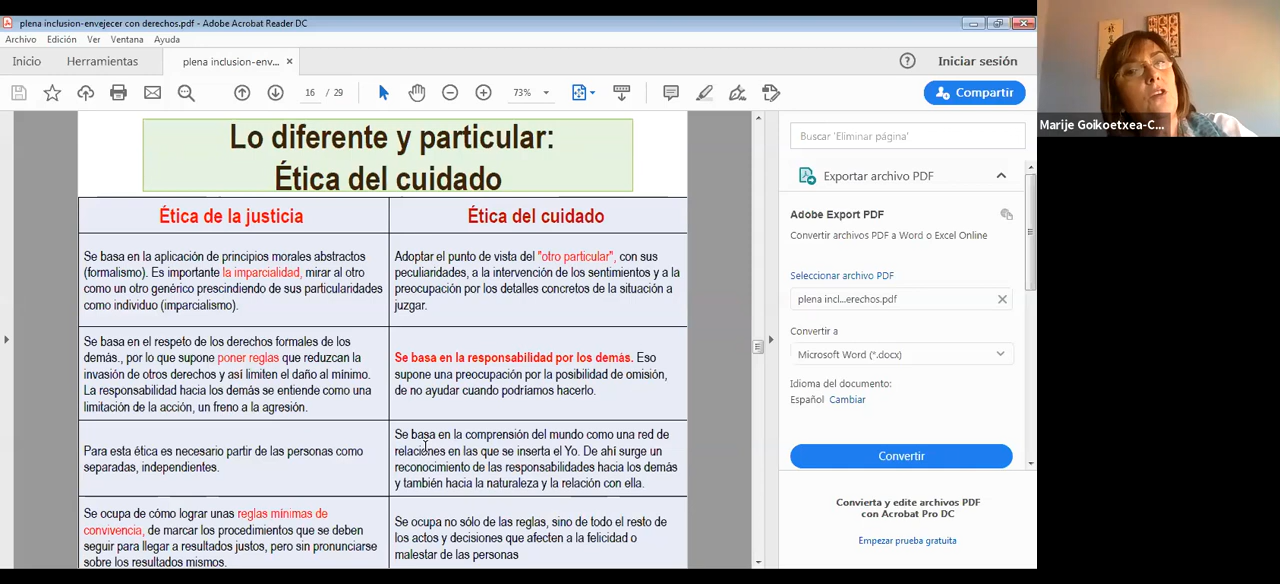 plena inclusion-envejecer con derechos.pdf - Adobe Acrobat Reader DC
Archivo Edición Ver Ventana Ayuda
Inicio Herramientas plena inclusion-env... × Iniciar sesión
16 / 29 73% Compartir
Lo diferente y particular:
Ética del cuidado
Ética de la justicia
Ética del cuidado
Se basa en la aplicación de principios morales abstractos
(formalismo). Es importante la imparcialidad, mirar al otro
como un otro genérico prescindiendo de sus particularidades
como individuo (imparcialismo).
Adoptar el punto de vista del "otro particular", con sus
peculiaridades, a la intervención de los sentimientos y a la
preocupación por los detalles concretos de la situación a
juzgar.
Se basa en el respeto de los derechos formales de los
demás., por lo que supone poner reglas que reduzcan la
invasión de otros derechos y así limiten el daño al mínimo.
La responsabilidad hacia los demás se entiende como una
limitación de la acción, un freno a la agresión.
Se basa en la responsabilidad por los demás. Eso
supone una preocupación por la posibilidad de omisión,
de no ayudar cuando podríamos hacerlo.
Para esta ética es necesario partir de las personas como
separadas, independientes.
Se basa en la comprensión del mundo como una red de
relaciones en las que se inserta el Yo. De ahí surge un
reconocimiento de las responsabilidades hacia los demás
y también hacia la naturaleza y la relación con ella.
Se ocupa de cómo lograr unas reglas mínimas de
convivencia, de marcar los procedimientos que se deben
seguir para llegar a resultados justos, pero sin pronunciarse
sobre los resultados mismos.
Se ocupa no sólo de las reglas, sino de todo el resto de
los actos y decisiones que afecten a la felicidad o
malestar de las personas
Buscar 'Eliminar página'
Exportar archivo PDF
Adobe Export PDF
Convertir archivos PDF a Word o Excel Online
Seleccionar archivo PDF
plena incl...erechos.pdf
Convertir a
Microsoft Word (*.docx)
Idioma del documento:
Español Cambiar
Convertir
Convierta y edite archivos PDF
con Acrobat Pro DC
Empezar prueba gratuita
Marije Goikoetxea-C...